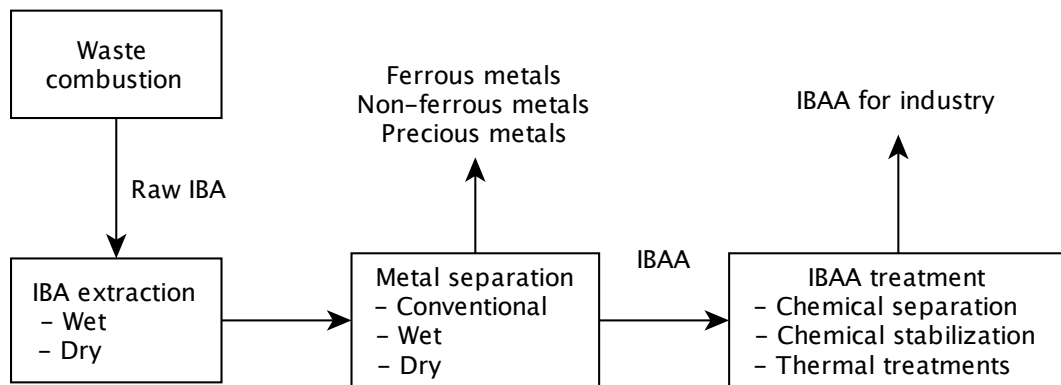 Waste
combustion
Raw IBA
IBA extraction
– Wet
– Dry
Ferrous metals
Non–ferrous metals
Precious metals
Metal separation
– Conventional
– Wet
– Dry
IBAA
IBAA for industry
IBAA treatment
– Chemical separation
– Chemical stabilization
– Thermal treatments